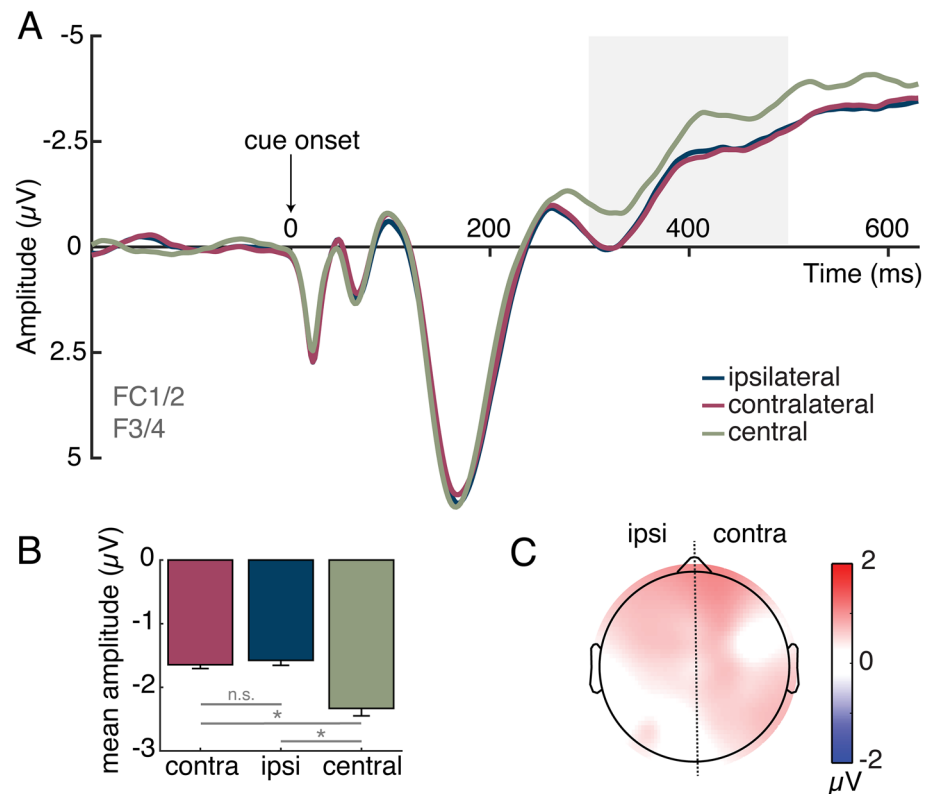 A
-5
-2.5
0
2.5
5
Amplitude (µV)
cue onset
0
200
400
600
Time (ms)
FC1/2
F3/4
ipsilateral
contralateral
central
B
mean amplitude (µV)
0
-1
-2
-3
n.s.
*
*
contra ipsi central
C
ipsi contra
2
0
-2
µV